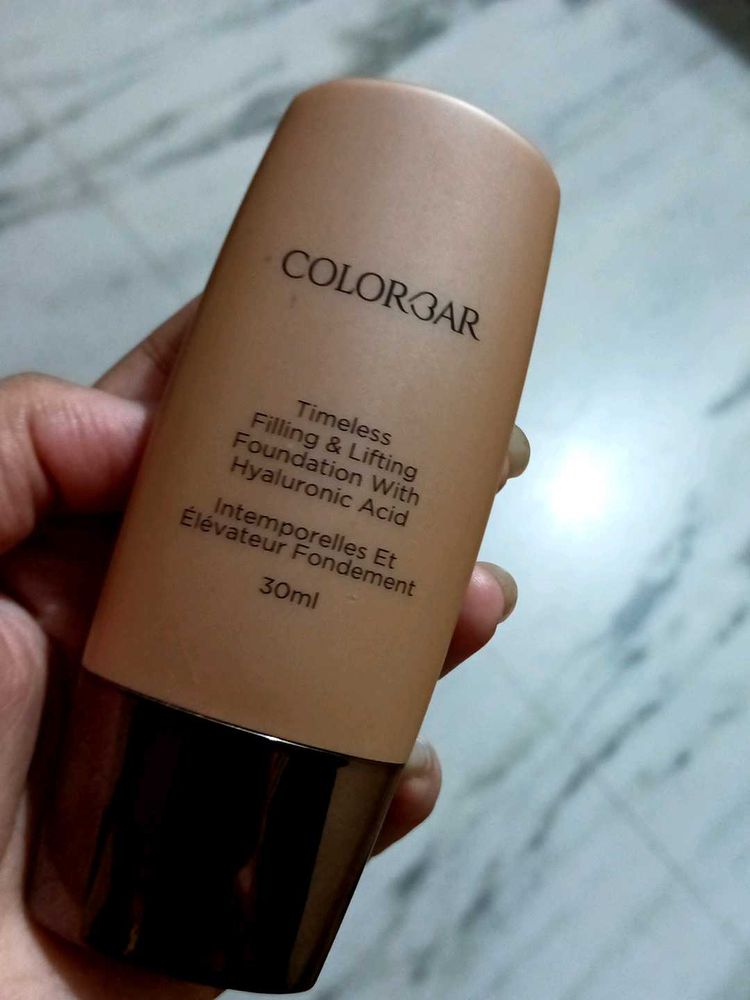 COLORBAR
Timeless
Filling & Lifting
Foundation With
Hyaluronic Acid
Intemporelles Et
Élévateur Fondement
30ml